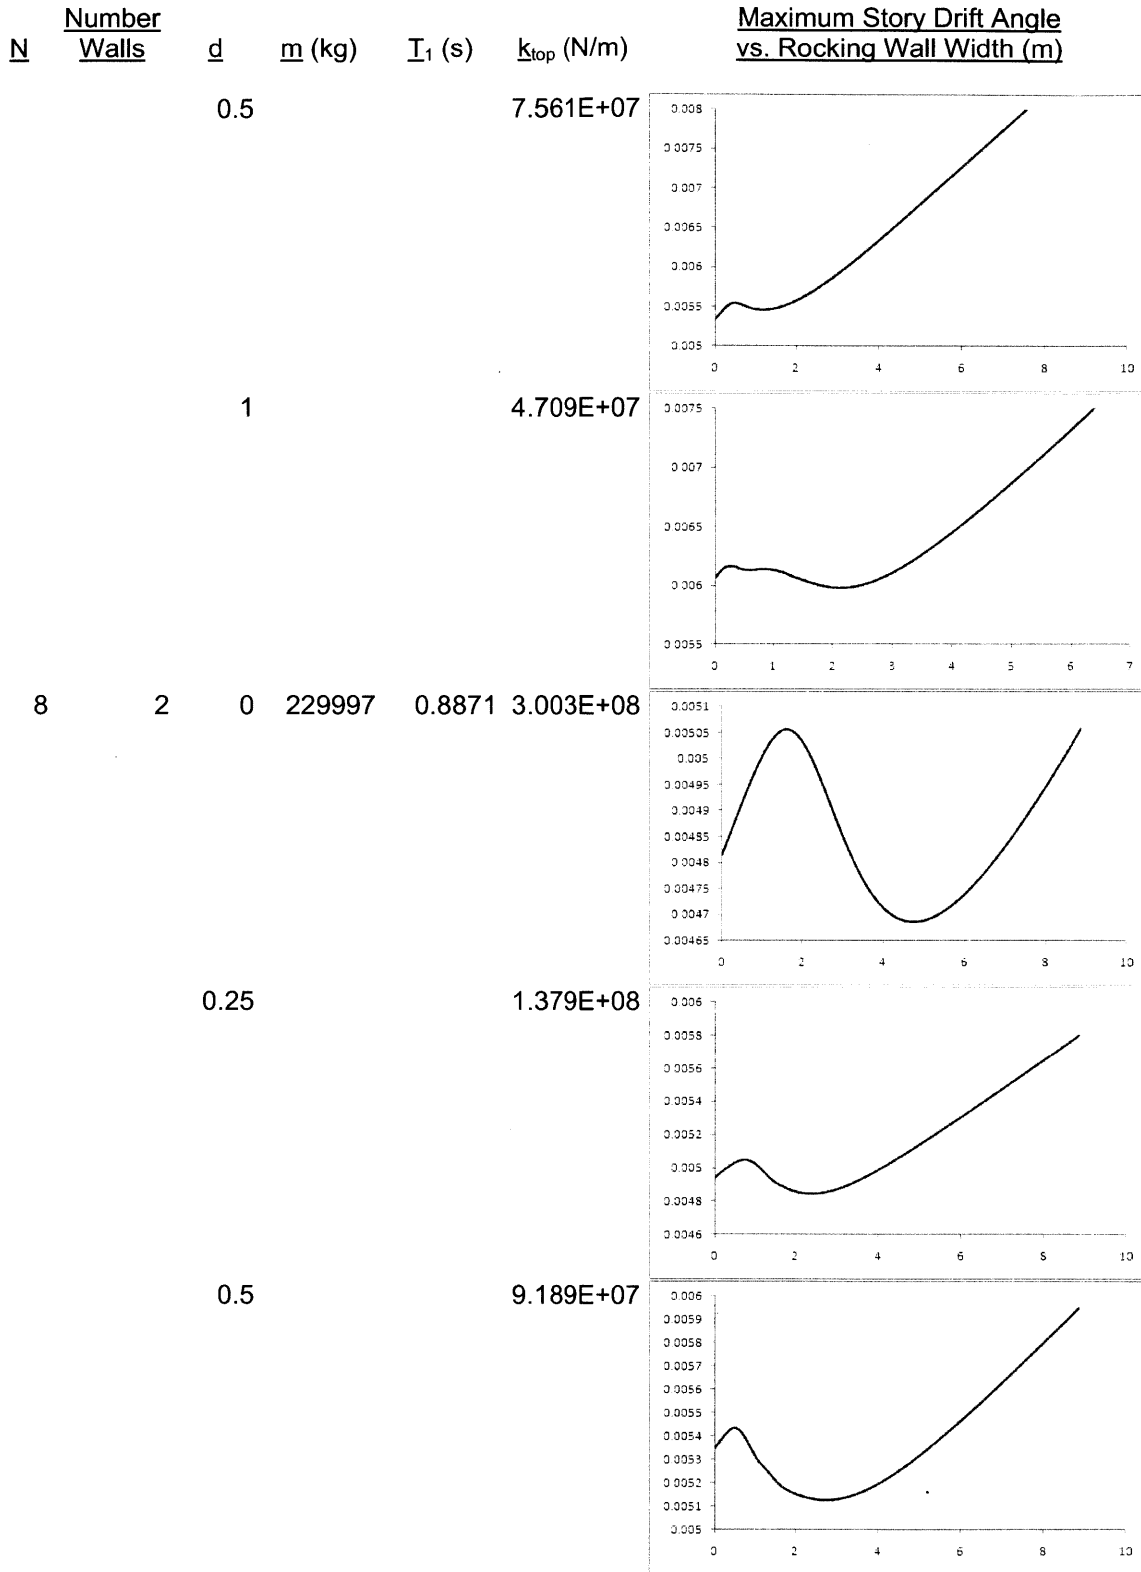 Number
N Walls d m (kg) T1 (s) ktop (N/m)
Maximum Story Drift Angle
vs. Rocking Wall Width (m)
0.5 7.561E+07
0.008
0.0075
0.007
0.0065
0.006
0.0055
0.005
0 2 4 6 8 10
1 4.709E+07
0.0075
0.007
0.0065
0.006
0.0055
0 1 2 3 4 5 6 7
8 2 0 229997 0.8871 3.003E+08
0.0051
0.00505
0.005
0.00495
0.0049
0.00485
0.0048
0.00475
0.0047
0.00465
0 2 4 6 8 10
0.25 1.379E+08
0.006
0.0058
0.0056
0.0054
0.0052
0.005
0.0048
0.0046
0 2 4 6 8 10
0.5 9.189E+07
0.006
0.0059
0.0058
0.0057
0.0056
0.0055
0.0054
0.0053
0.0052
0.0051
0.005
0 2 4 6 8 10